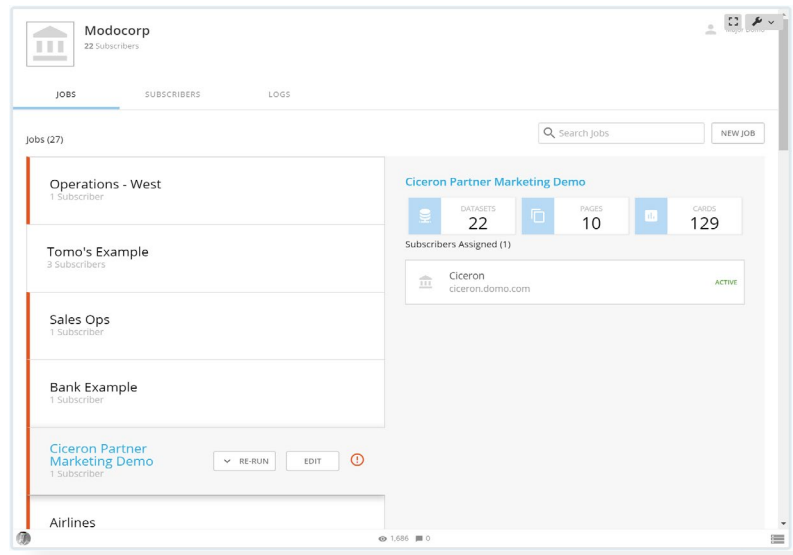 Modocorp
22 Subscribers
Major Domo
JOBS
SUBSCRIBERS
LOGS
Jobs (27)
Search Jobs
NEW JOB
Operations - West
1 Subscriber
Tomo's Example
3 Subscribers
Sales Ops
1 Subscriber
Bank Example
1 Subscriber
Ciceron Partner
Marketing Demo
1 Subscriber
RE-RUN
EDIT
Airlines
Ciceron Partner Marketing Demo
DATASETS
22
PAGES
10
CARDS
129
Subscribers Assigned (1)
Ciceron
ciceron.domo.com
ACTIVE
1,686
0